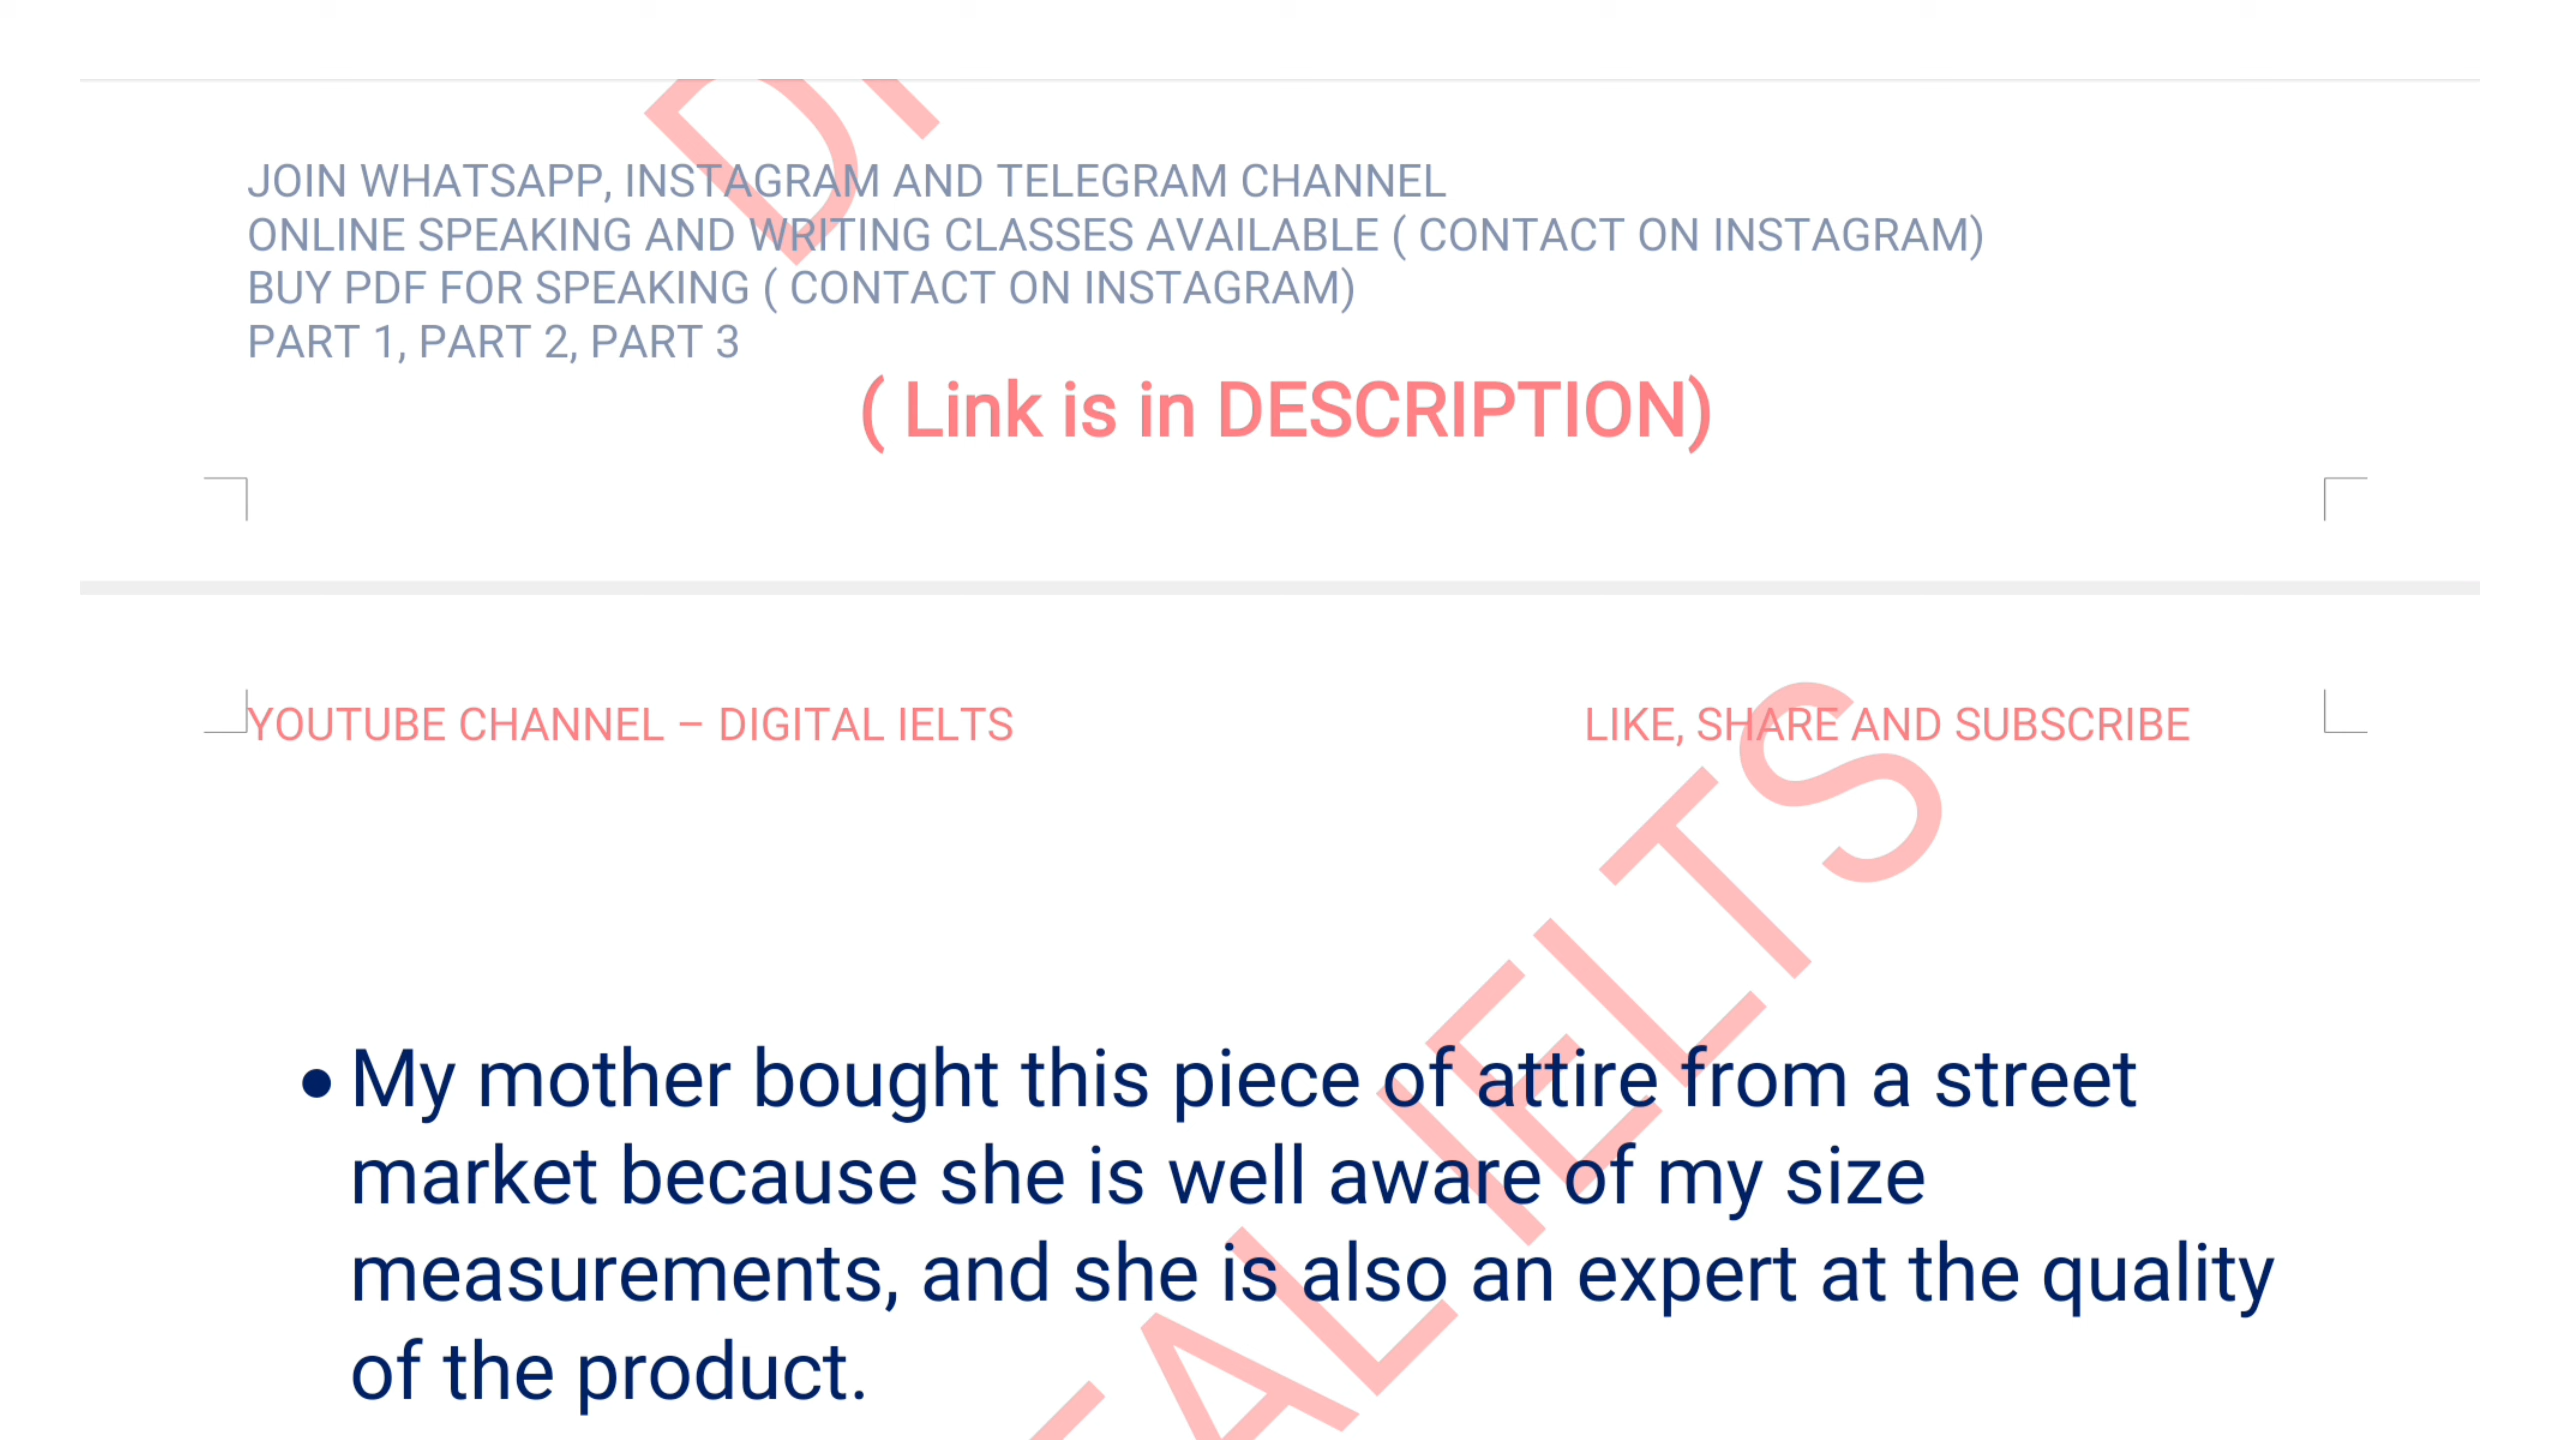 JOIN WHATSAPP, INSTAGRAM AND TELEGRAM CHANNEL
ONLINE SPEAKING AND WRITING CLASSES AVAILABLE ( CONTACT ON INSTAGRAM)
BUY PDF FOR SPEAKING ( CONTACT ON INSTAGRAM)
PART 1, PART 2, PART 3
( Link is in DESCRIPTION)
YOUTUBE CHANNEL – DIGITAL IELTS LIKE, SHARE AND SUBSCRIBE
• My mother bought this piece of attire from a street
market because she is well aware of my size
measurements, and she is also an expert at the quality
of the product.
IELTS